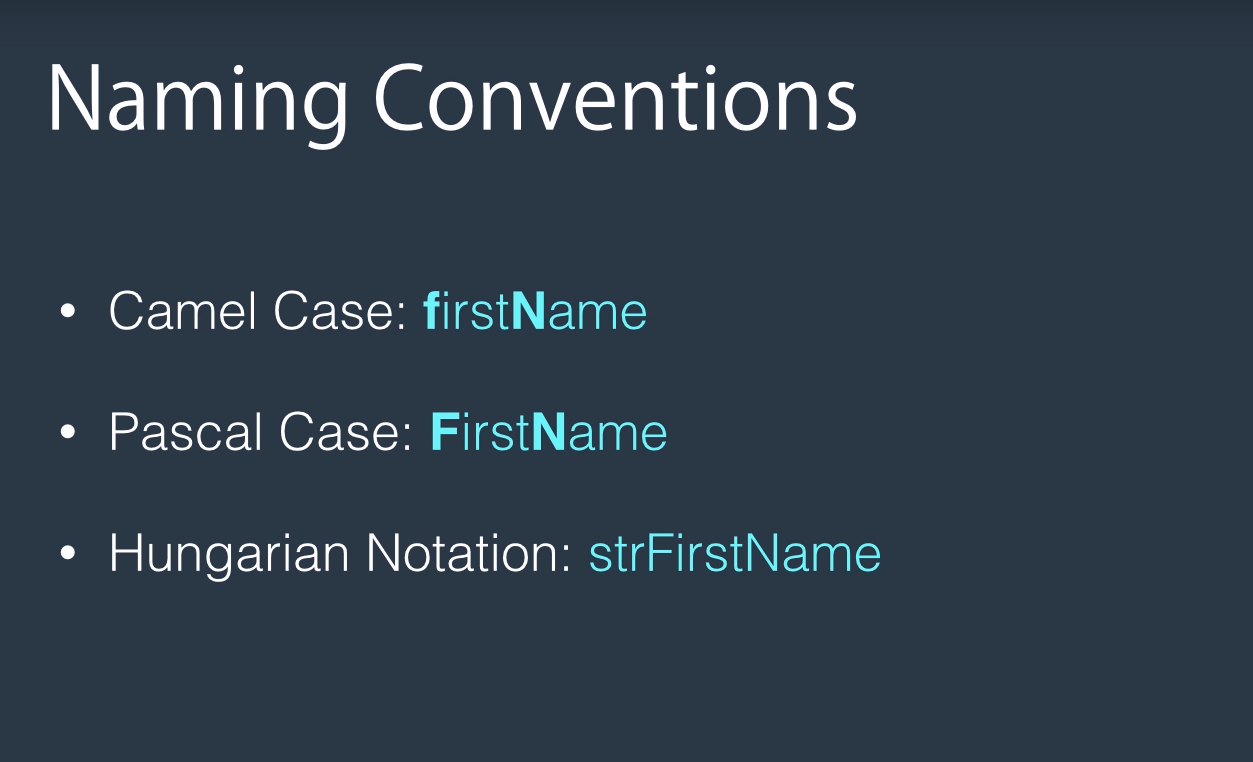 Naming Conventions
• Camel Case: firstName
• Pascal Case: FirstName
• Hungarian Notation: strFirstName